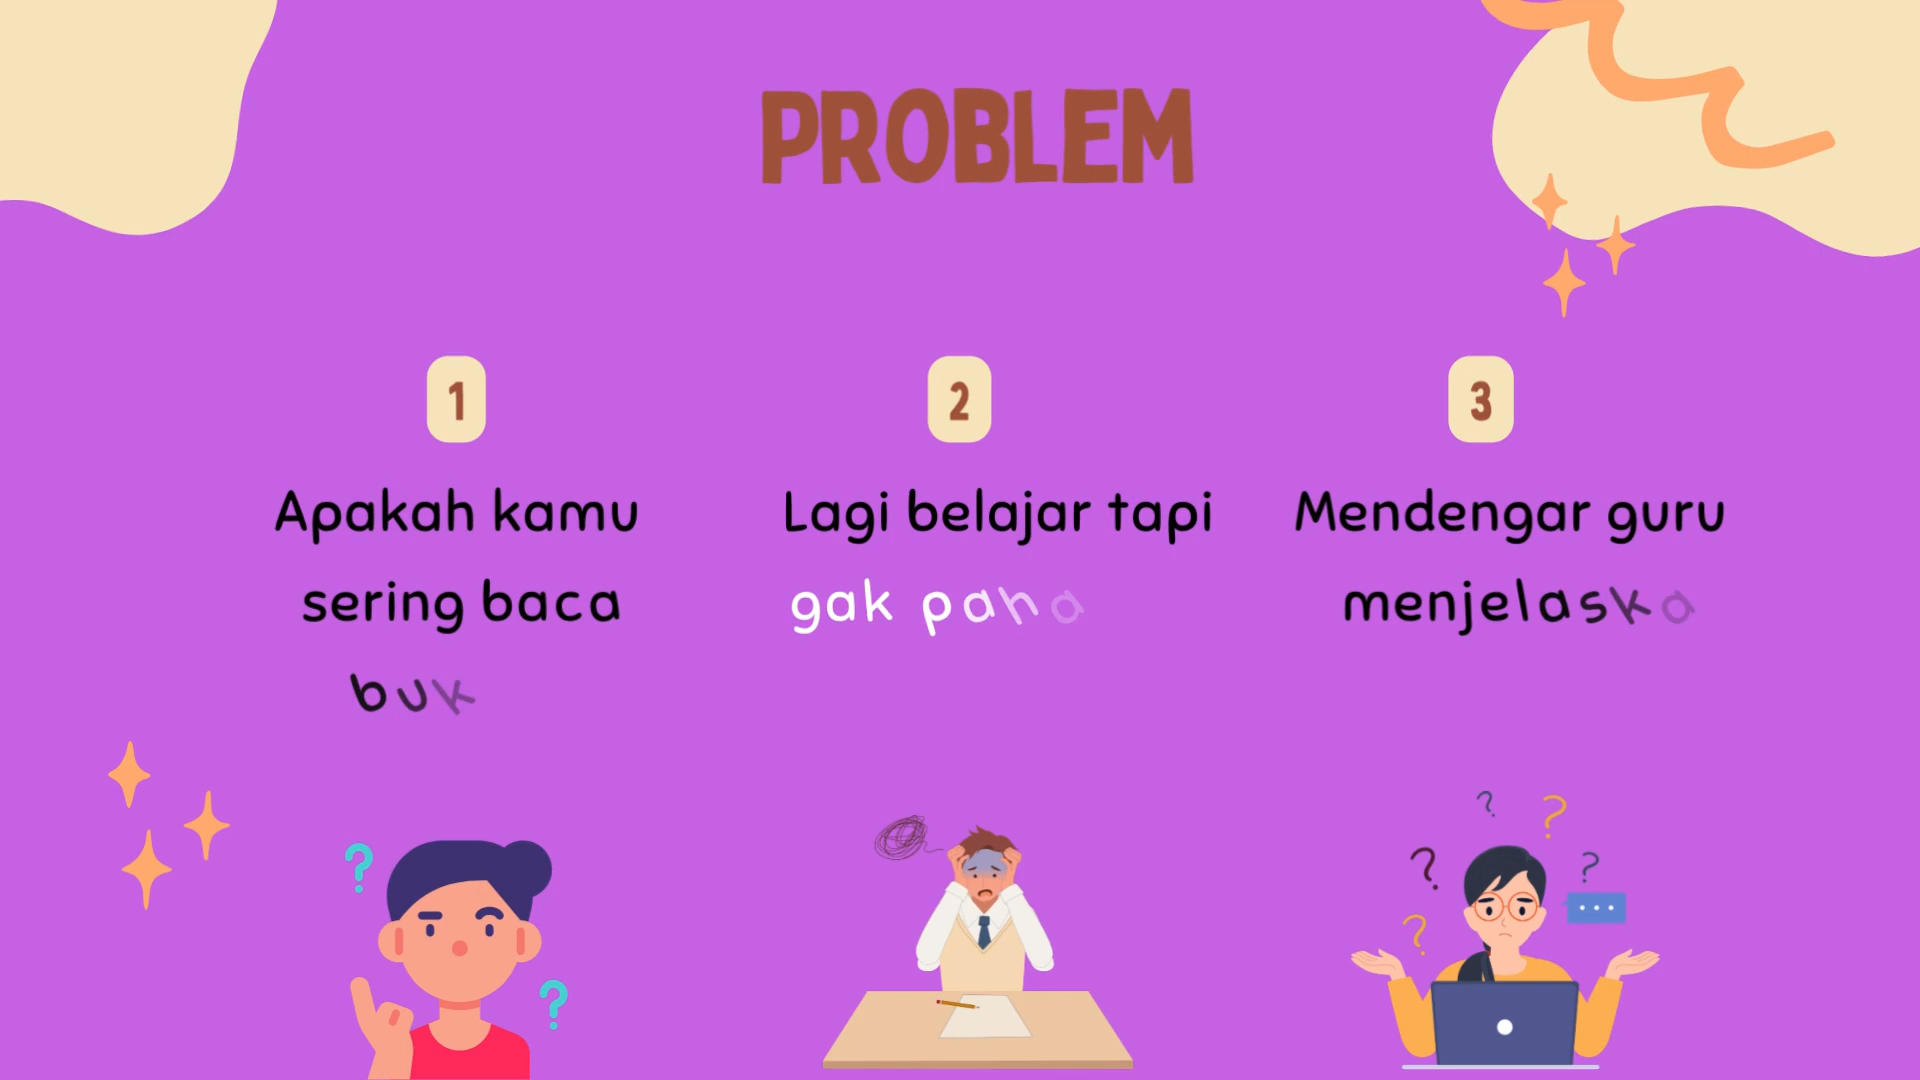 PROBLEM
1
Apakah kamu
sering baca
buk
2
Lagi belajar tapi
gak paha
3
Mendengar guru
menjelaska